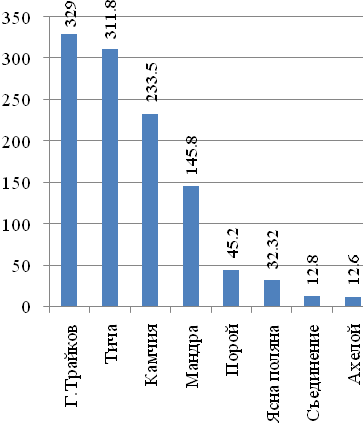 350
300
250
200
150
100
50
0
329
311.8
233.5
145.8
45.2
32.32
12.8
12.6
Г. Трайков
Тича
Камчия
Мандра
Порой
Ясна поляна
Съединение
Ахелой